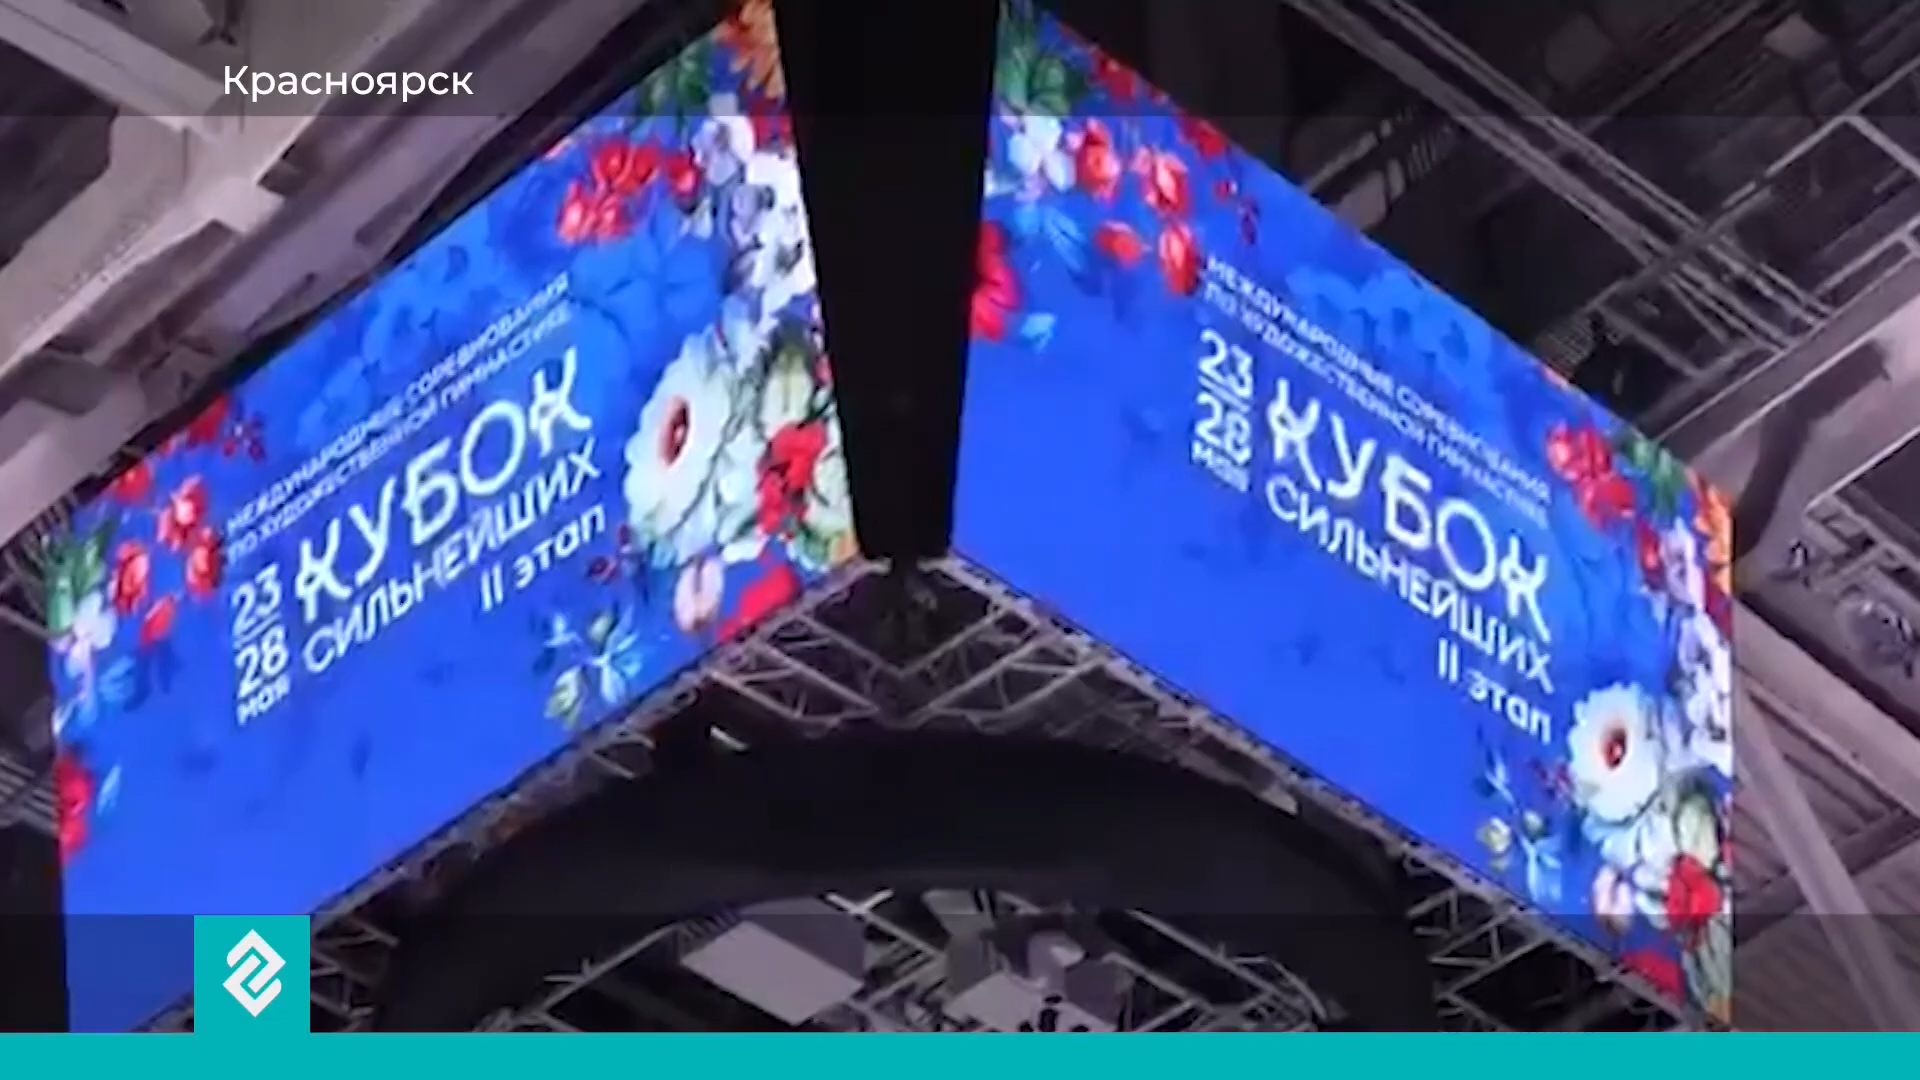 Красноярск
МЕЖДУНАРОДНЫЕ СОРЕВНОВАНИЯ
ПО ХУДОЖЕСТВЕННОЙ ГИМНАСТИКЕ
23
28
мая
КУБОК
СИЛЬНЕЙШИХ
II этап
МЕЖДУНАРОДНЫЕ СОРЕВНОВАНИЯ
ПО ХУДОЖЕСТВЕННОЙ ГИМНАСТИКЕ
23
28
мая
КУБОК
СИЛЬНЕЙШИХ
II этап